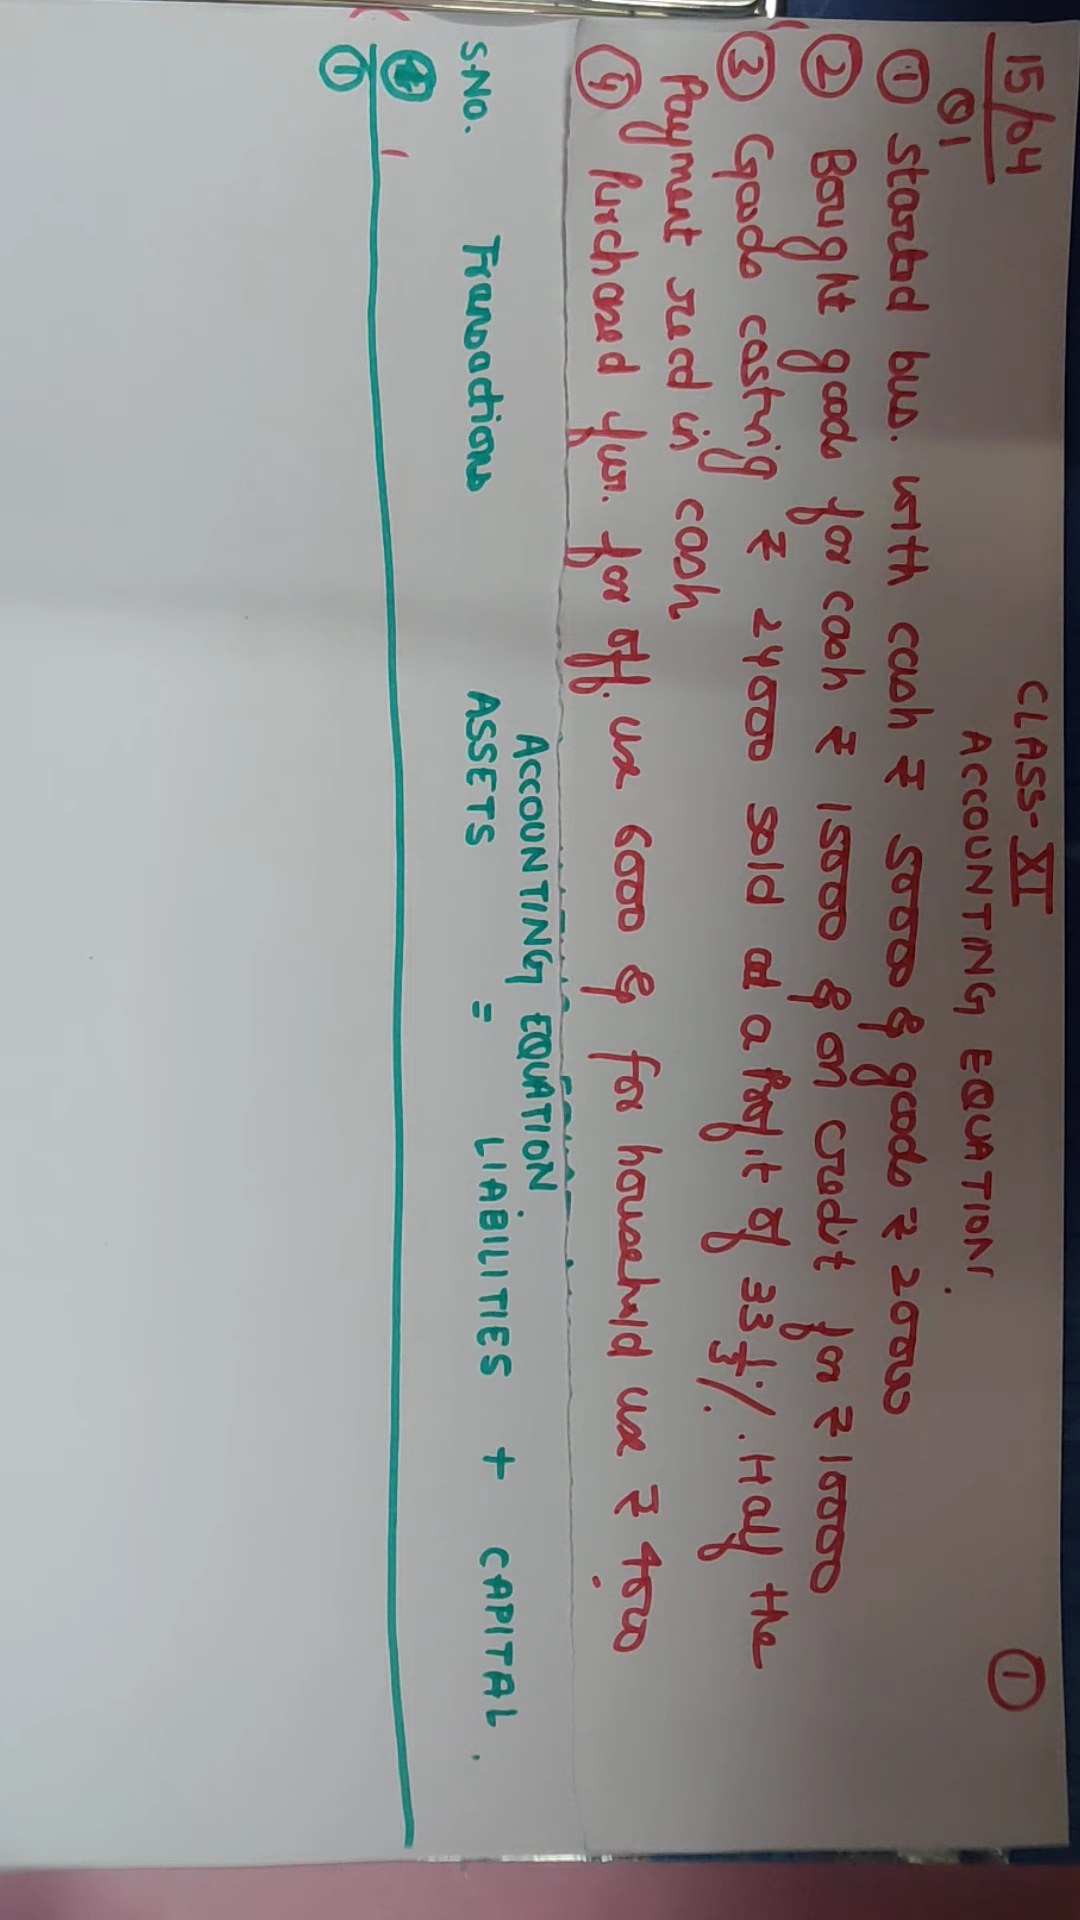 15/04
CLASS-XI
①
Q1
ACCOUNTING EQUATION
① Started bus. with cash ₹ 50000 & goods ₹ 20000
② Bought goods for cash ₹ 15000 & on credit for ₹ 10000
③ Goods costing ₹ 24000 sold at a Profit of 33 1/3 %. Half the
Payment recd in cash
④ Purchased fur. for off. use 6000 & for household use ₹ 4000
ACCOUNTING EQUATION
S.NO. Transactions ASSETS = LIABILITIES + CAPITAL.
①